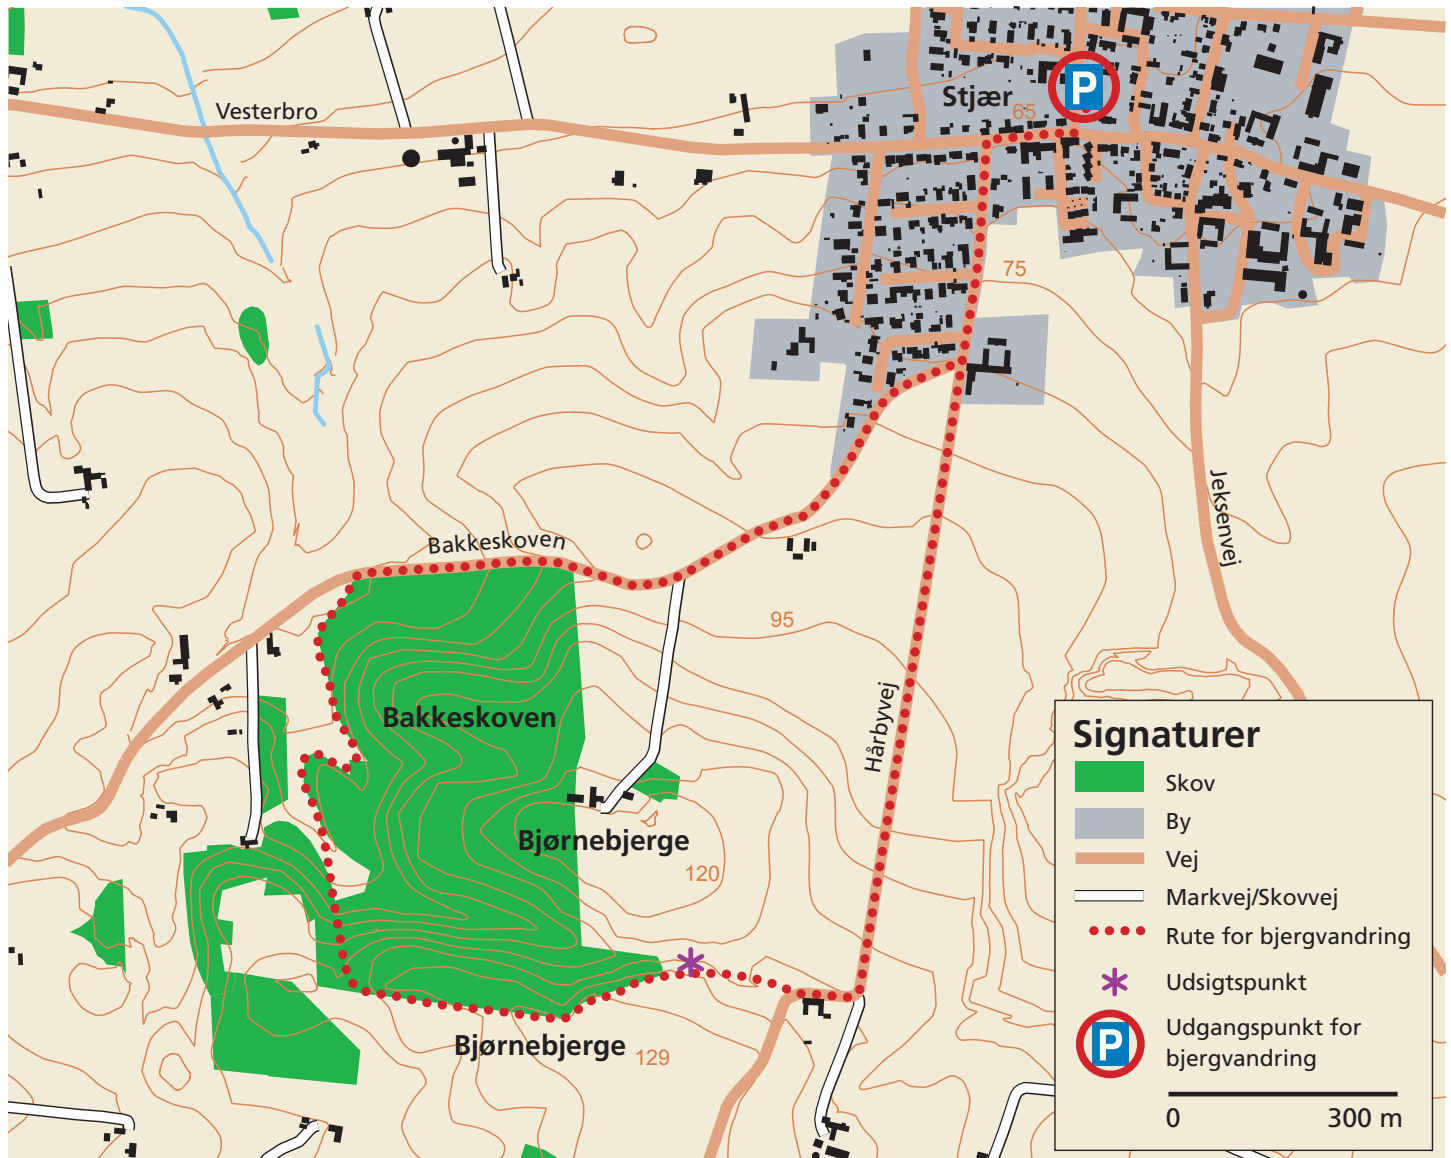 Vesterbro
Stjær
P
65
75
Jeksenvej
Bakkeskoven
95
Hårbyvej
Bakkeskoven
Bjørnebjerge
120
Bjørnebjerge
129
Signaturer
Skov
By
Vej
Markvej/Skovvej
Rute for bjergvandring
Udsigtspunkt
P
Udgangspunkt for
bjergvandring
0 300 m